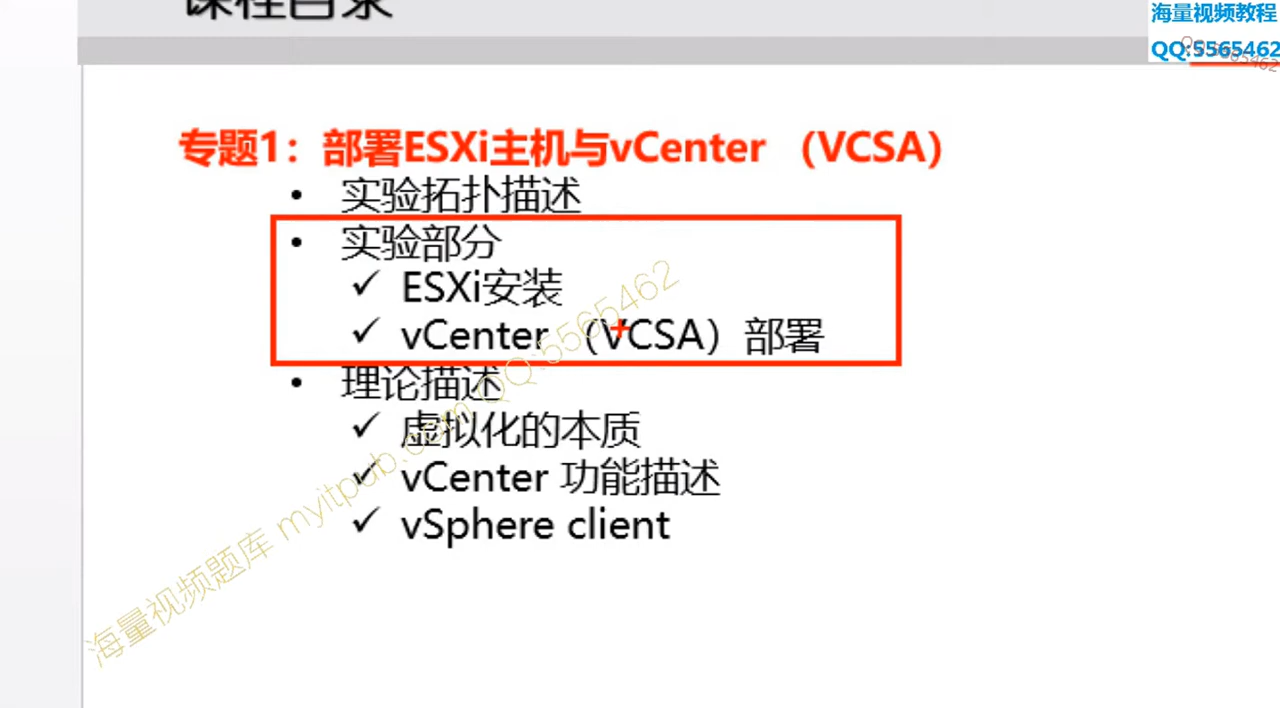 课程目录
海量视频教程
QQ:5565462
专题1：部署ESXi主机与vCenter （VCSA）
• 实验拓扑描述
• 实验部分
✓ ESXi安装
✓ vCenter （VCSA）部署
• 理论描述
✓ 虚拟化的本质
✓ vCenter 功能描述
✓ vSphere client
海量视频题库 myitpub.com QQ:5565462